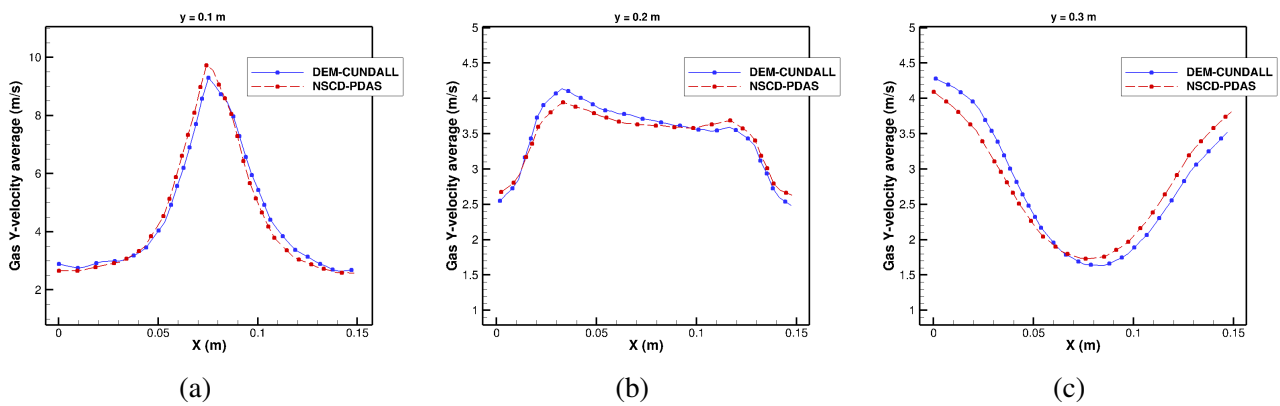 y = 0.1 m
Gas Y-velocity average (m/s)
10
8
6
4
2
DEM-CUNDALL
NSCD-PDAS
0
0.05
0.1
0.15
X (m)
(a)
y = 0.2 m
Gas Y-velocity average (m/s)
5
4.5
4
3.5
3
2.5
2
1.5
1
DEM-CUNDALL
NSCD-PDAS
0
0.05
0.1
0.15
X (m)
(b)
y = 0.3 m
Gas Y-velocity average (m/s)
5
4.5
4
3.5
3
2.5
2
1.5
1
DEM-CUNDALL
NSCD-PDAS
0
0.05
0.1
0.15
X (m)
(c)